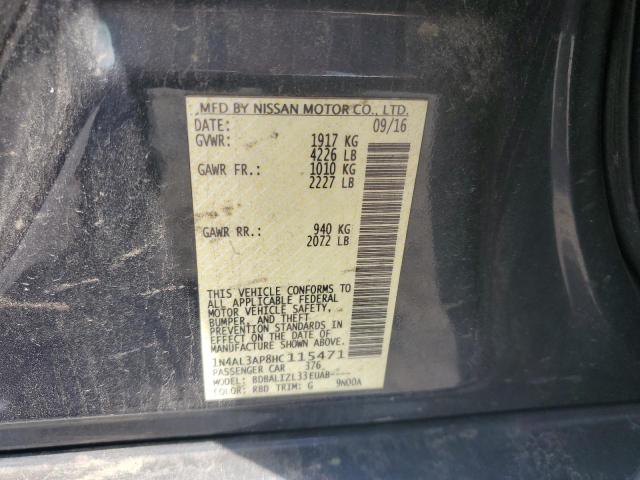 MFD BY NISSAN MOTOR CO., LTD.
DATE: 09/16
GVWR: 1917 KG
4226 LB
GAWR FR.: 1010 KG
2227 LB
GAWR RR.: 940 KG
2072 LB
THIS VEHICLE CONFORMS TO
ALL APPLICABLE FEDERAL
MOTOR VEHICLE SAFETY,
BUMPER, AND THEFT
PREVENTION STANDARDS IN
EFFECT ON THE DATE OF
MANUFACTURE SHOWN ABOVE.
1N4AL3AP8HC115471
PASSENGER CAR 376
MODEL: BDBALIZL33EUAB-----
COLOR: RBD TRIM: G 9N00A